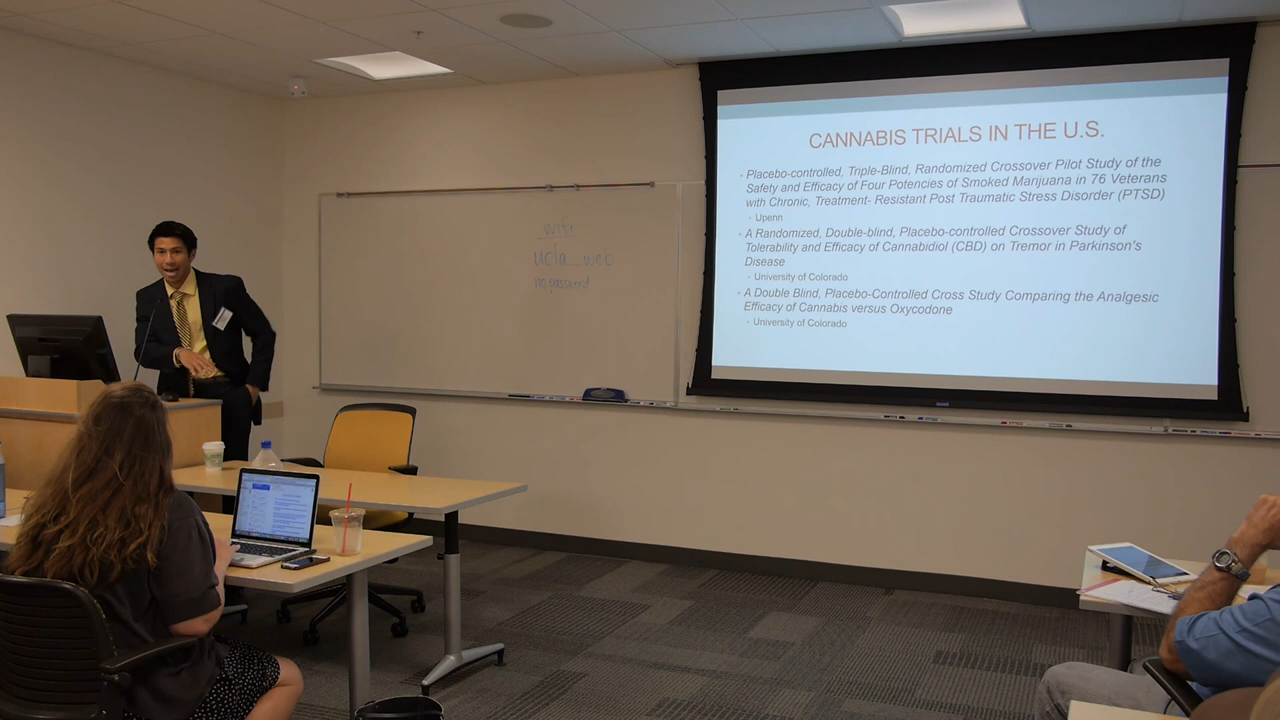 wifi
ucla_web
no password
CANNABIS TRIALS IN THE U.S.
Placebo-controlled, Triple-Blind, Randomized Crossover Pilot Study of the
Safety and Efficacy of Four Potencies of Smoked Marijuana in 76 Veterans
with Chronic, Treatment- Resistant Post Traumatic Stress Disorder (PTSD)
Upenn
A Randomized, Double-blind, Placebo-controlled Crossover Study of
Tolerability and Efficacy of Cannabidiol (CBD) on Tremor in Parkinson's
Disease
University of Colorado
A Double Blind, Placebo-Controlled Cross Study Comparing the Analgesic
Efficacy of Cannabis versus Oxycodone
University of Colorado